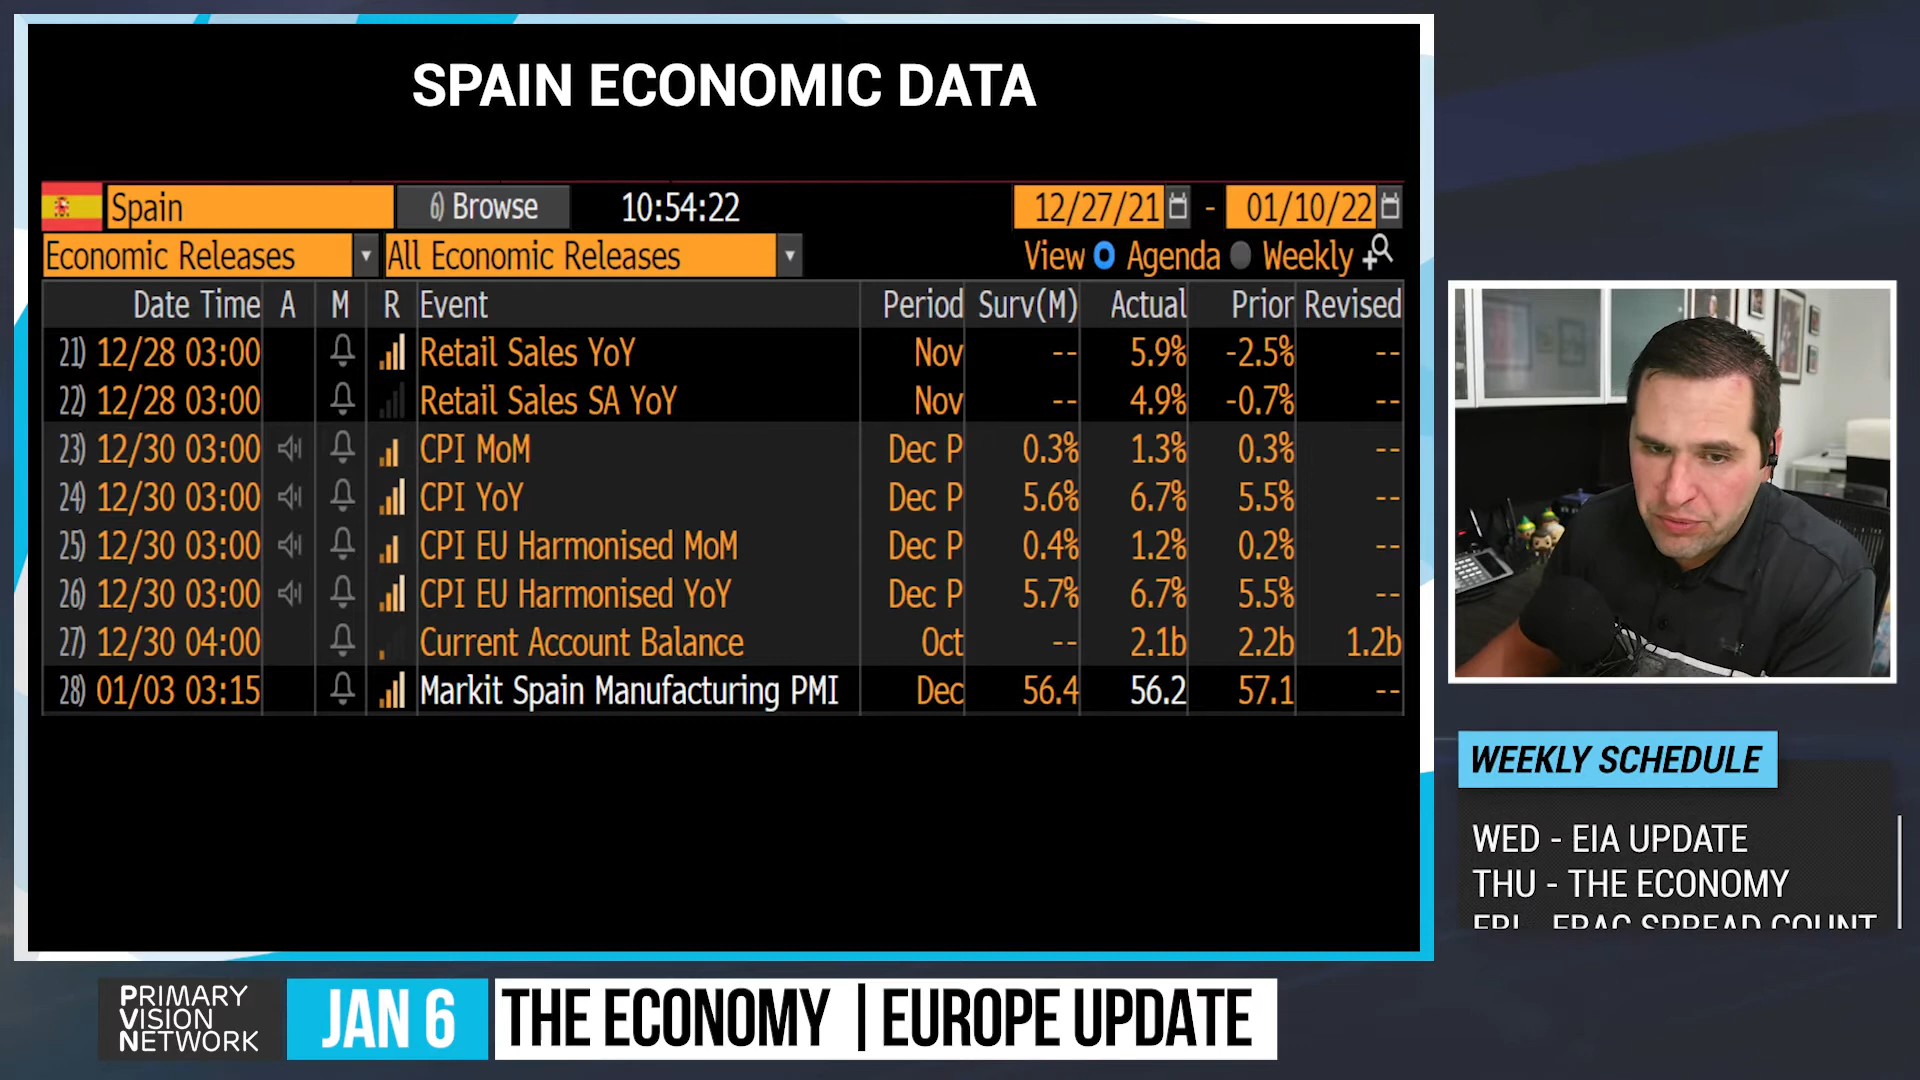 SPAIN ECONOMIC DATA
Spain 6) Browse 10:54:22 12/27/21 - 01/10/22
Economic Releases All Economic Releases View Agenda Weekly
Date Time A M R Event Period Surv(M) Actual Prior Revised
21) 12/28 03:00 Retail Sales YoY Nov -- 5.9% -2.5% --
22) 12/28 03:00 Retail Sales SA YoY Nov -- 4.9% -0.7% --
23) 12/30 03:00 CPI MoM Dec P 0.3% 1.3% 0.3% --
24) 12/30 03:00 CPI YoY Dec P 5.6% 6.7% 5.5% --
25) 12/30 03:00 CPI EU Harmonised MoM Dec P 0.4% 1.2% 0.2% --
26) 12/30 03:00 CPI EU Harmonised YoY Dec P 5.7% 6.7% 5.5% --
27) 12/30 04:00 Current Account Balance Oct -- 2.1b 2.2b 1.2b
28) 01/03 03:15 Markit Spain Manufacturing PMI Dec 56.4 56.2 57.1 --
WEEKLY SCHEDULE
WED - EIA UPDATE
THU - THE ECONOMY
FRI - FRAC SPREAD COUNT
PRIMARY
VISION
NETWORK
JAN 6
THE ECONOMY | EUROPE UPDATE